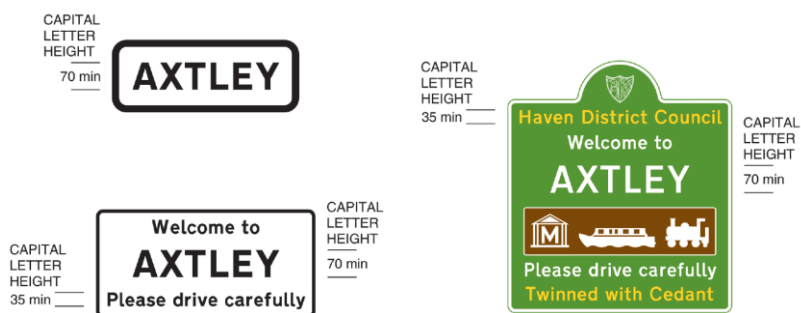 CAPITAL
LETTER
HEIGHT
70 min
AXTLEY
CAPITAL
LETTER
HEIGHT
35 min
Welcome to
AXTLEY
Please drive carefully
CAPITAL
LETTER
HEIGHT
70 min
CAPITAL
LETTER
HEIGHT
35 min
Haven District Council
Welcome to
AXTLEY
M
Please drive carefully
Twinned with Cedant
CAPITAL
LETTER
HEIGHT
70 min